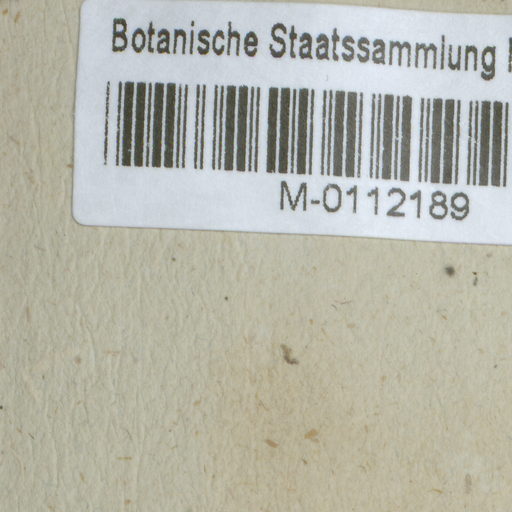 Botanische Staatssammlung
M-0112189